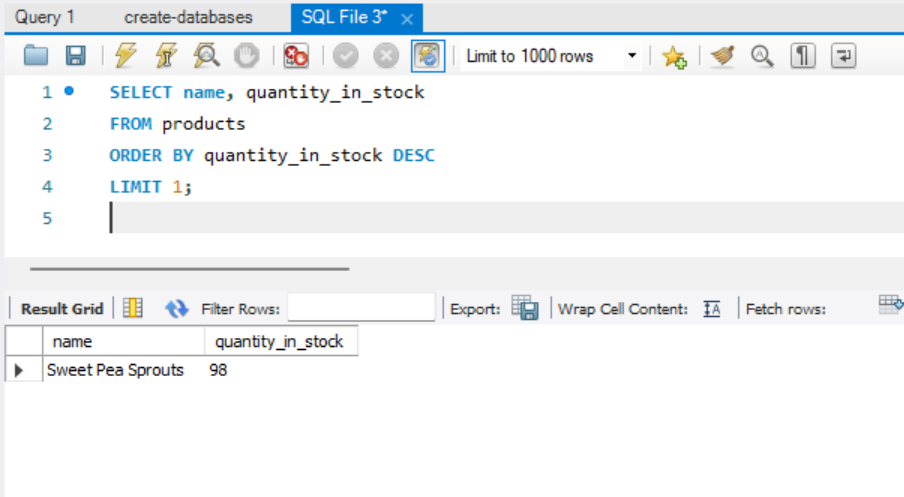 Query 1 create-databases SQL File 3* ×
Limit to 1000 rows
1 SELECT name, quantity_in_stock
2 FROM products
3 ORDER BY quantity_in_stock DESC
4 LIMIT 1;
5
Result Grid Filter Rows: Export: Wrap Cell Content: IA Fetch rows:
name quantity_in_stock
Sweet Pea Sprouts 98